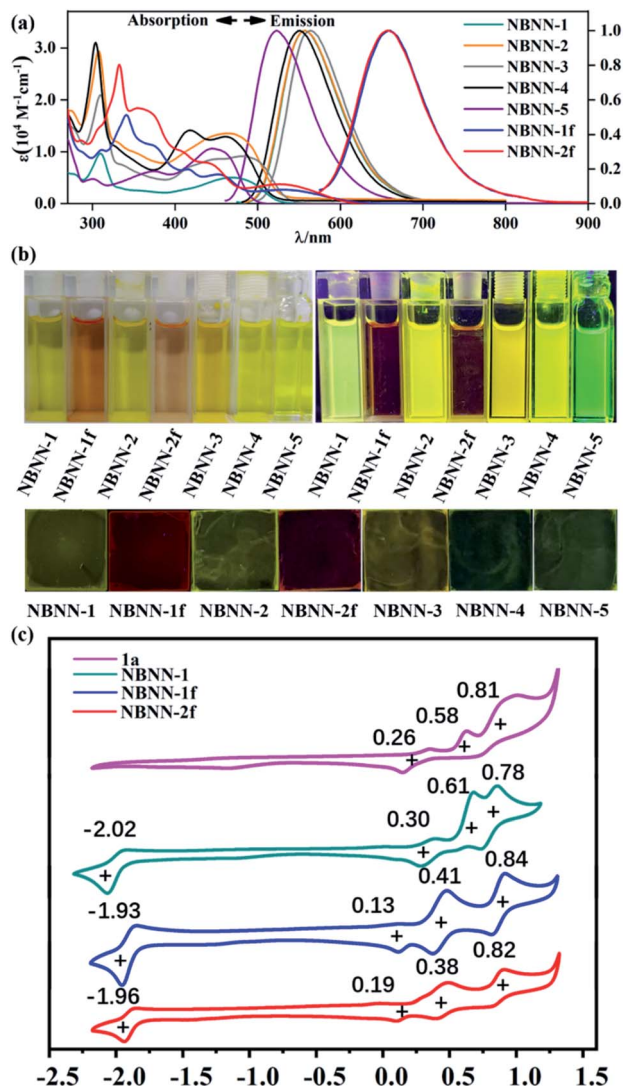 (a)
Absorption
Emission
ε(10⁴ M⁻¹cm⁻¹)
3.0
2.0
1.0
0.0
1.0
0.8
0.6
0.4
0.2
0.0
NBNN-1
NBNN-2
NBNN-3
NBNN-4
NBNN-5
NBNN-1f
NBNN-2f
300 400 500 600 700 800 900
λ/nm
(b)
NBNN-1 NBNN-1f NBNN-2 NBNN-2f NBNN-3 NBNN-4 NBNN-5 NBNN-1 NBNN-1f NBNN-2 NBNN-2f NBNN-3 NBNN-4 NBNN-5
NBNN-1 NBNN-1f NBNN-2 NBNN-2f NBNN-3 NBNN-4 NBNN-5
(c)
1a
NBNN-1
NBNN-1f
NBNN-2f
0.26 0.58 0.81
-2.02 0.30 0.61 0.78
-1.93 0.13 0.41 0.84
-1.96 0.19 0.38 0.82
-2.5 -2.0 -1.5 -1.0 -0.5 0.0 0.5 1.0 1.5